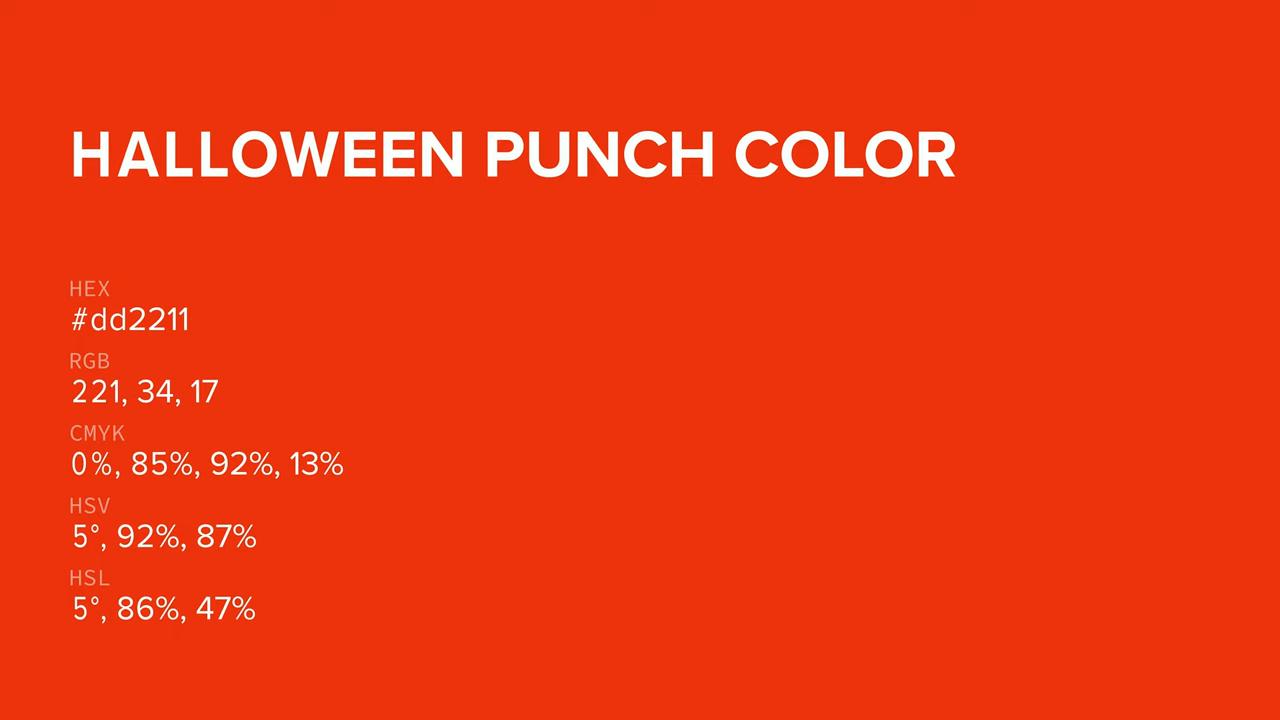 HALLOWEEN PUNCH COLOR
HEX
#dd2211
RGB
221, 34, 17
CMYK
0%, 85%, 92%, 13%
HSV
5°, 92%, 87%
HSL
5°, 86%, 47%